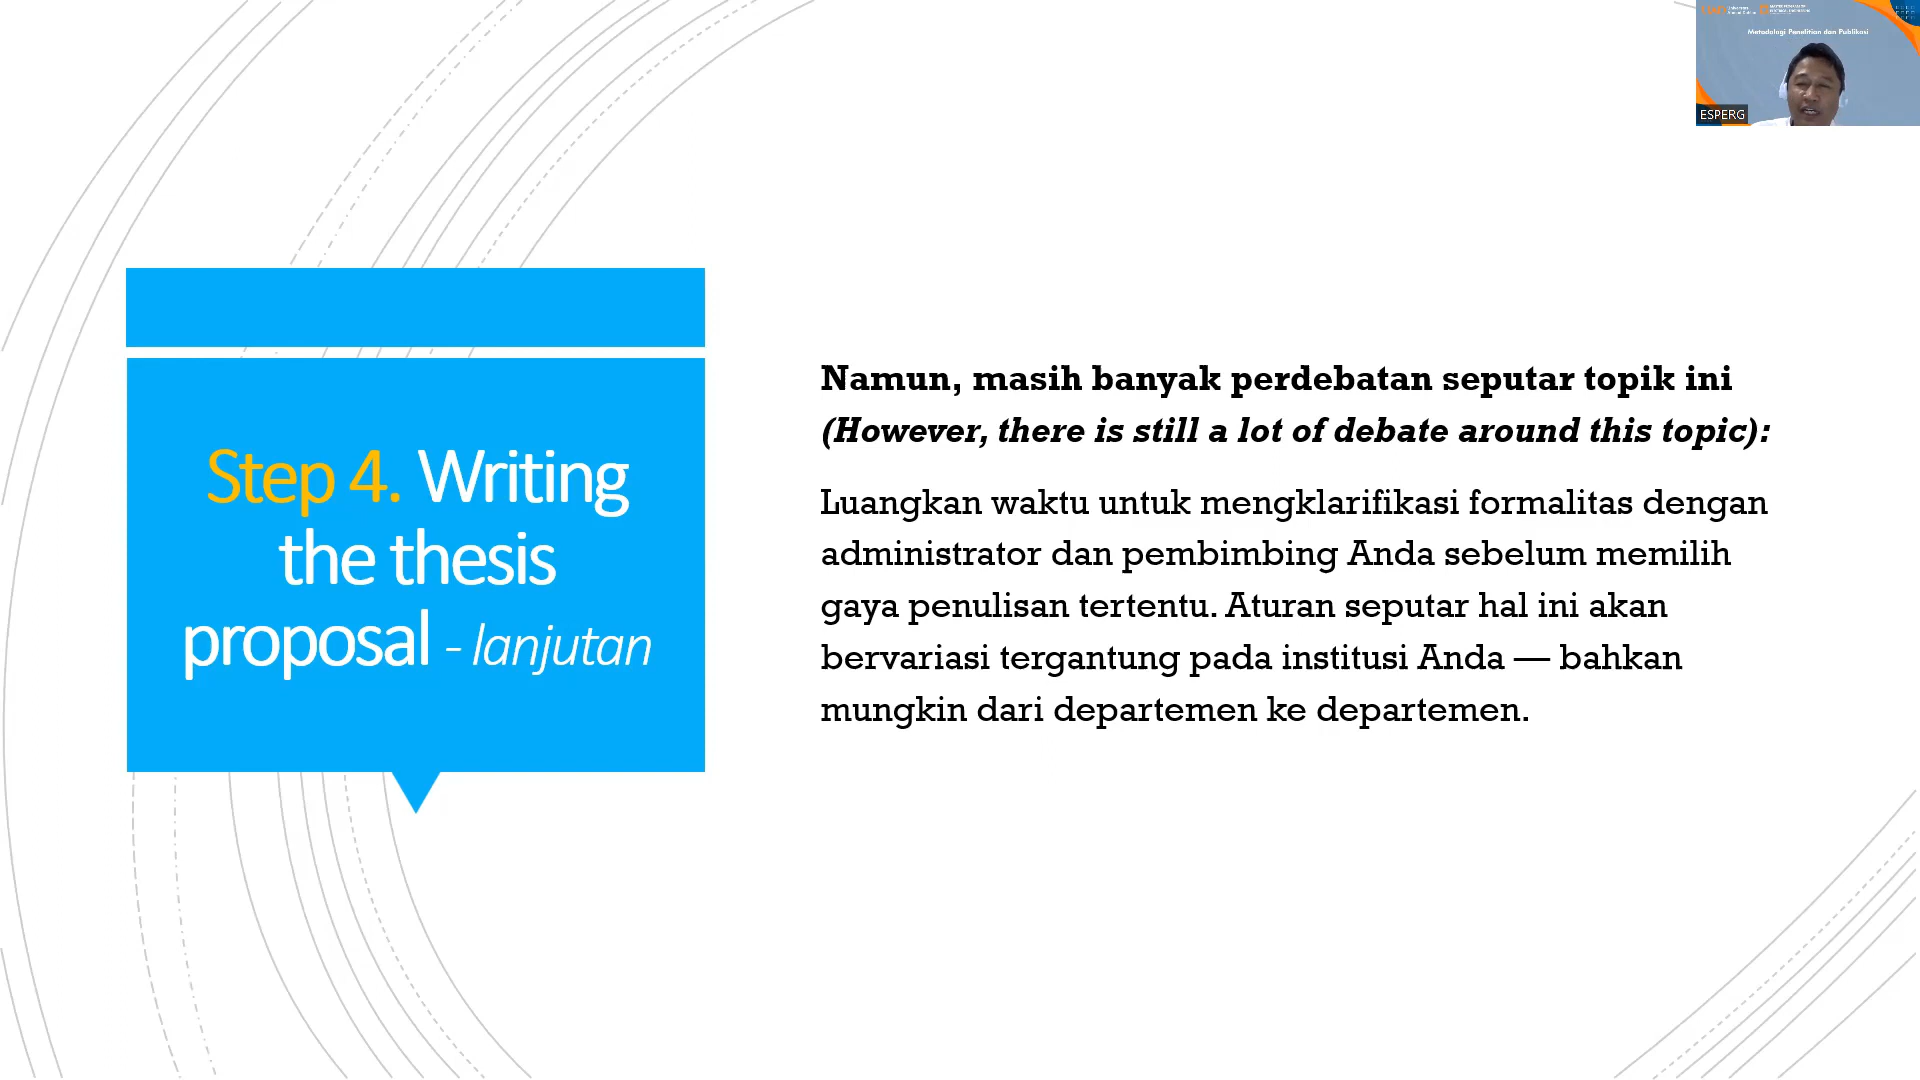 Metodologi Penelitian dan Publikasi
ESPERG
Step 4. Writing
the thesis
proposal - lanjutan
Namun, masih banyak perdebatan seputar topik ini
(However, there is still a lot of debate around this topic):
Luangkan waktu untuk mengklarifikasi formalitas dengan
administrator dan pembimbing Anda sebelum memilih
gaya penulisan tertentu. Aturan seputar hal ini akan
bervariasi tergantung pada institusi Anda — bahkan
mungkin dari departemen ke departemen.